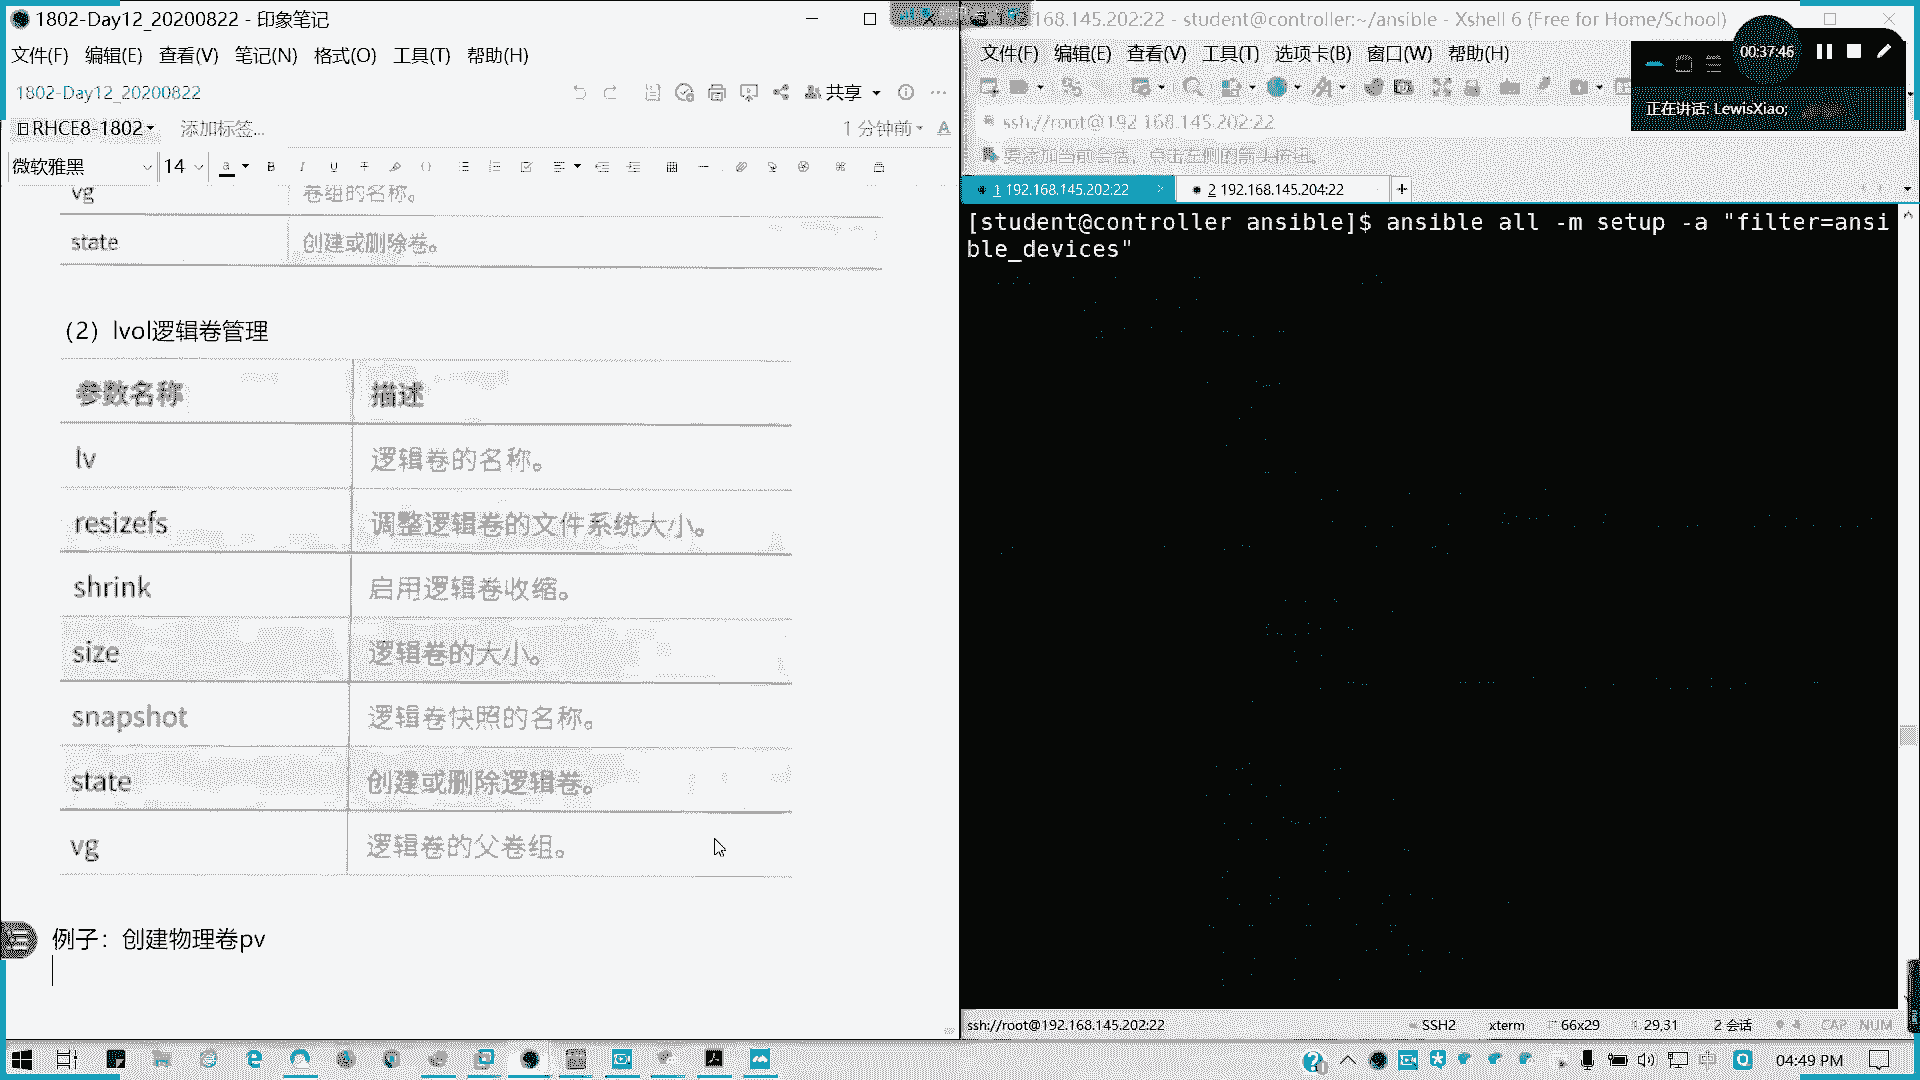 1802-Day12_20200822 - 印象笔记
文件(F) 编辑(E) 查看(V) 笔记(N) 格式(O) 工具(T) 帮助(H)
1802-Day12_20200822
共享
RHCE8-1802
添加标签...
1 分钟前
微软雅黑
14
vg 卷组的名称。
state 创建或删除卷。
（2）lvol逻辑卷管理
参数名称 描述
lv 逻辑卷的名称。
resizefs 调整逻辑卷的文件系统大小。
shrink 启用逻辑卷收缩。
size 逻辑卷的大小。
snapshot 逻辑卷快照的名称。
state 创建或删除逻辑卷。
vg 逻辑卷的父卷组。
例子：创建物理卷pv
168.145.202:22 - student@controller:~/ansible - Xshell 6 (Free for Home/School)
文件(F) 编辑(E) 查看(V) 工具(T) 选项卡(B) 窗口(W) 帮助(H)
00:37:46
正在讲话: LewisXiao;
ssh://root@192.168.145.202:22
要添加当前会话，点击左侧的箭头按钮。
1 192.168.145.202:22
2 192.168.145.204:22
[student@controller ansible]$ ansible all -m setup -a "filter=ansi
ble_devices"
ssh://root@192.168.145.202:22
SSH2
xterm
66x29
29,31
2 会话
CAP NUM
04:49 PM